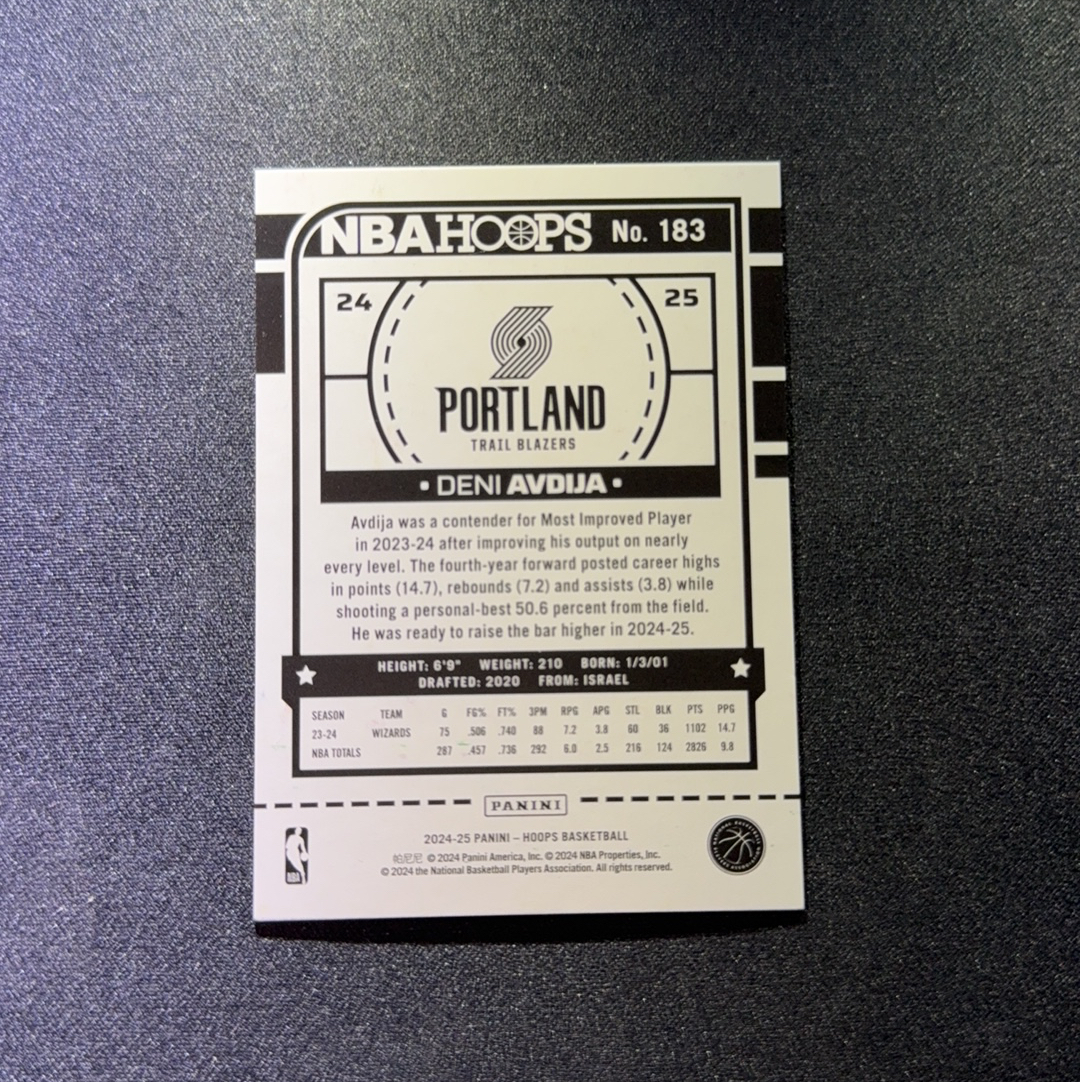 NBA HOOPS No. 183
24 25
PORTLAND
TRAIL BLAZERS
• DENI AVDIJA •
Avdija was a contender for Most Improved Player
in 2023-24 after improving his output on nearly
every level. The fourth-year forward posted career highs
in points (14.7), rebounds (7.2) and assists (3.8) while
shooting a personal-best 50.6 percent from the field.
He was ready to raise the bar higher in 2024-25.
HEIGHT: 6'9" WEIGHT: 210 BORN: 1/3/01
DRAFTED: 2020 FROM: ISRAEL
SEASON TEAM G FG% FT% 3PM RPG APG STL BLK PTS PPG
23-24 WIZARDS 75 .506 .740 88 7.2 3.8 60 36 1102 14.7
NBA TOTALS 287 .457 .736 292 6.0 2.5 216 124 2826 9.8
PANINI
2024-25 PANINI – HOOPS BASKETBALL
帕尼尼 © 2024 Panini America, Inc. © 2024 NBA Properties, Inc.
© 2024 the National Basketball Players Association. All rights reserved.
NBA